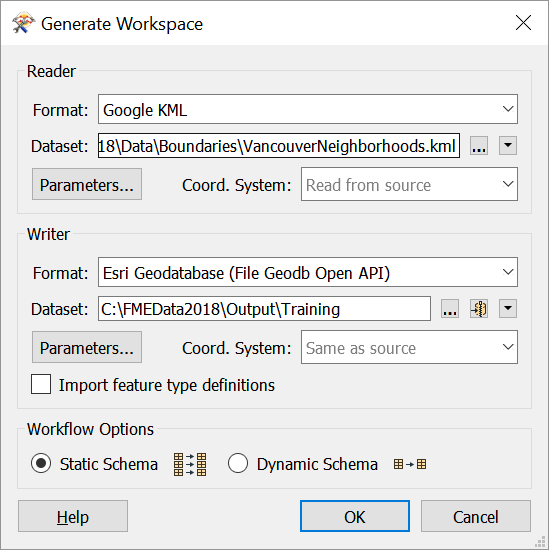 Generate Workspace
Reader
Format: Google KML
Dataset: 18\Data\Boundaries\VancouverNeighborhoods.kml ...
Parameters... Coord. System: Read from source
Writer
Format: Esri Geodatabase (File Geodb Open API)
Dataset: C:\FMEData2018\Output\Training ...
Parameters... Coord. System: Same as source
Import feature type definitions
Workflow Options
Static Schema Dynamic Schema
Help OK Cancel